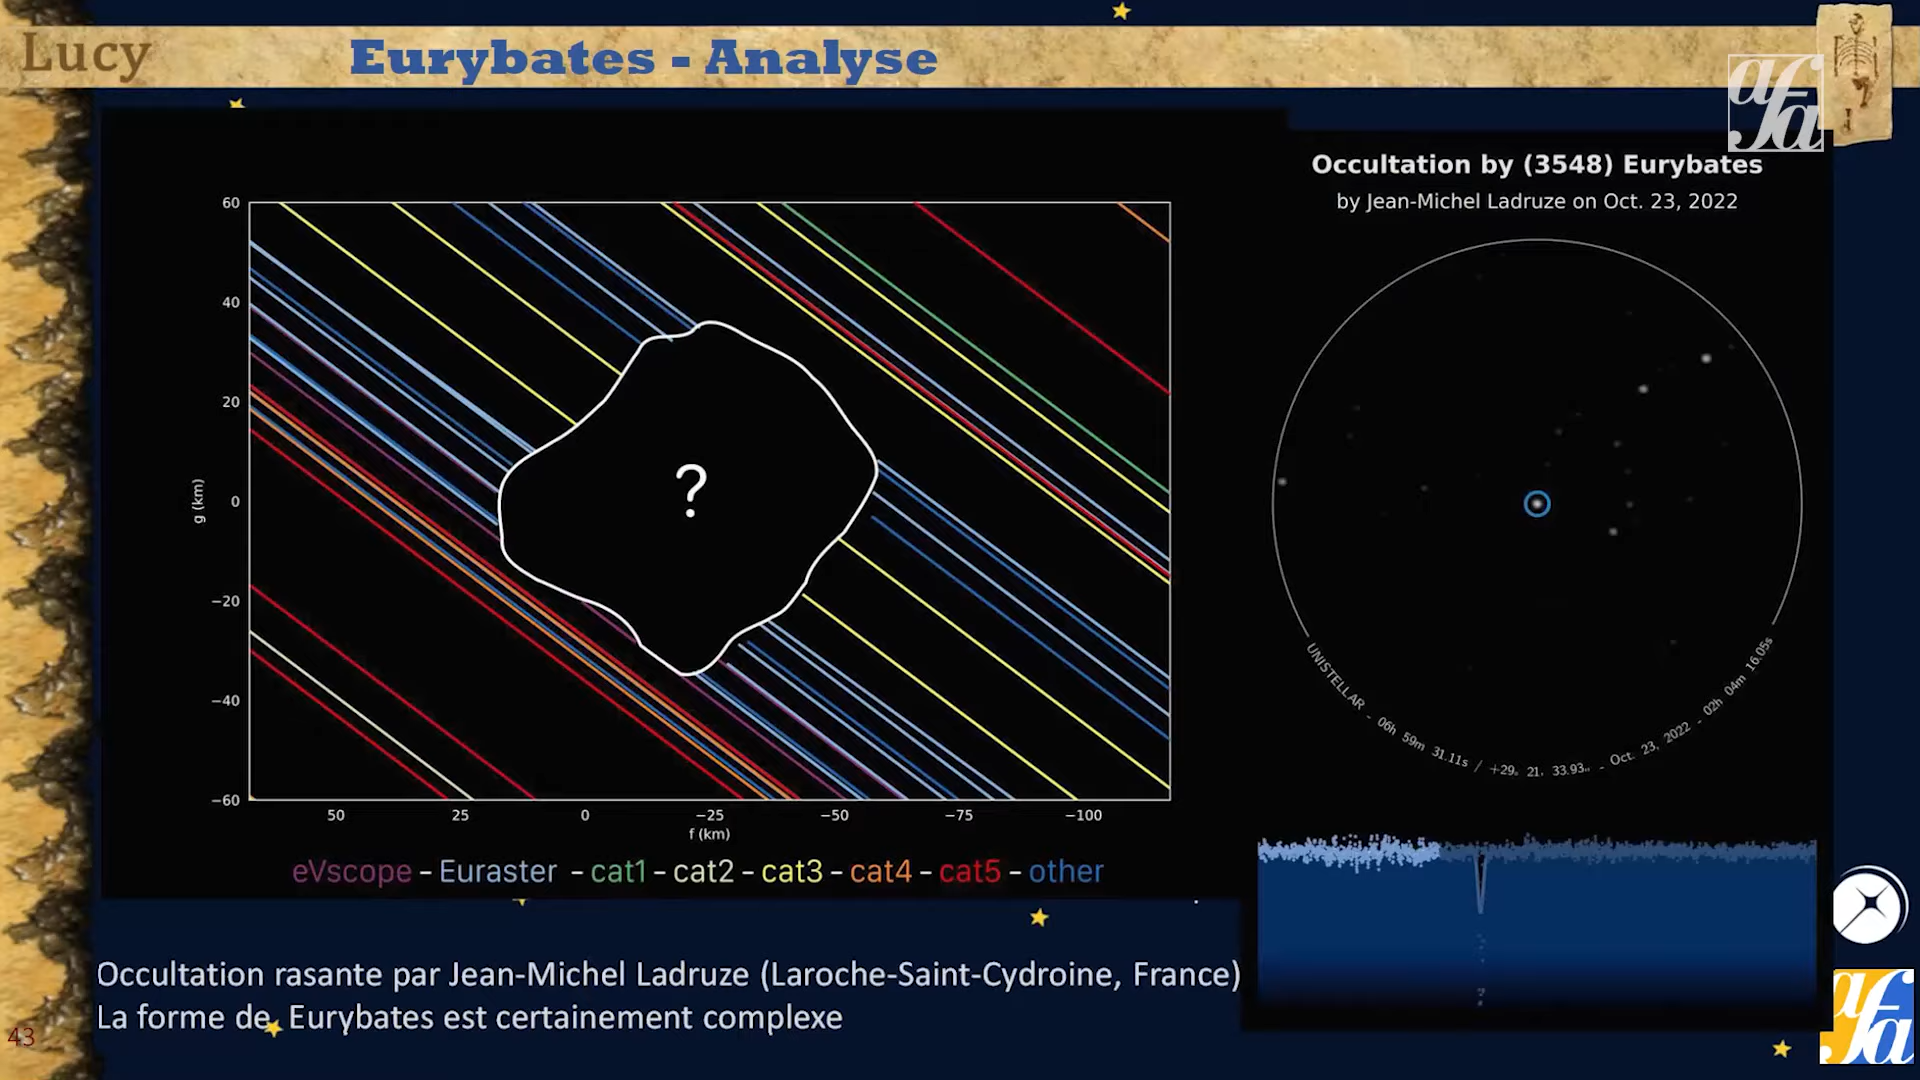 Lucy
Eurybates - Analyse
afa
Occultation by (3548) Eurybates
by Jean-Michel Ladruze on Oct. 23, 2022
60
40
20
0
−20
−40
−60
g (km)
?
50 25 0 −25 −50 −75 −100
f (km)
eVscope - Euraster - cat1 - cat2 - cat3 - cat4 - cat5 - other
UNISTELLAR - 06h 59m 31.11s / +29° 21' 33.93" - Oct. 23, 2022 - 02h 04m 16.05s
Occultation rasante par Jean-Michel Ladruze (Laroche-Saint-Cydroine, France)
La forme de Eurybates est certainement complexe
43
afa